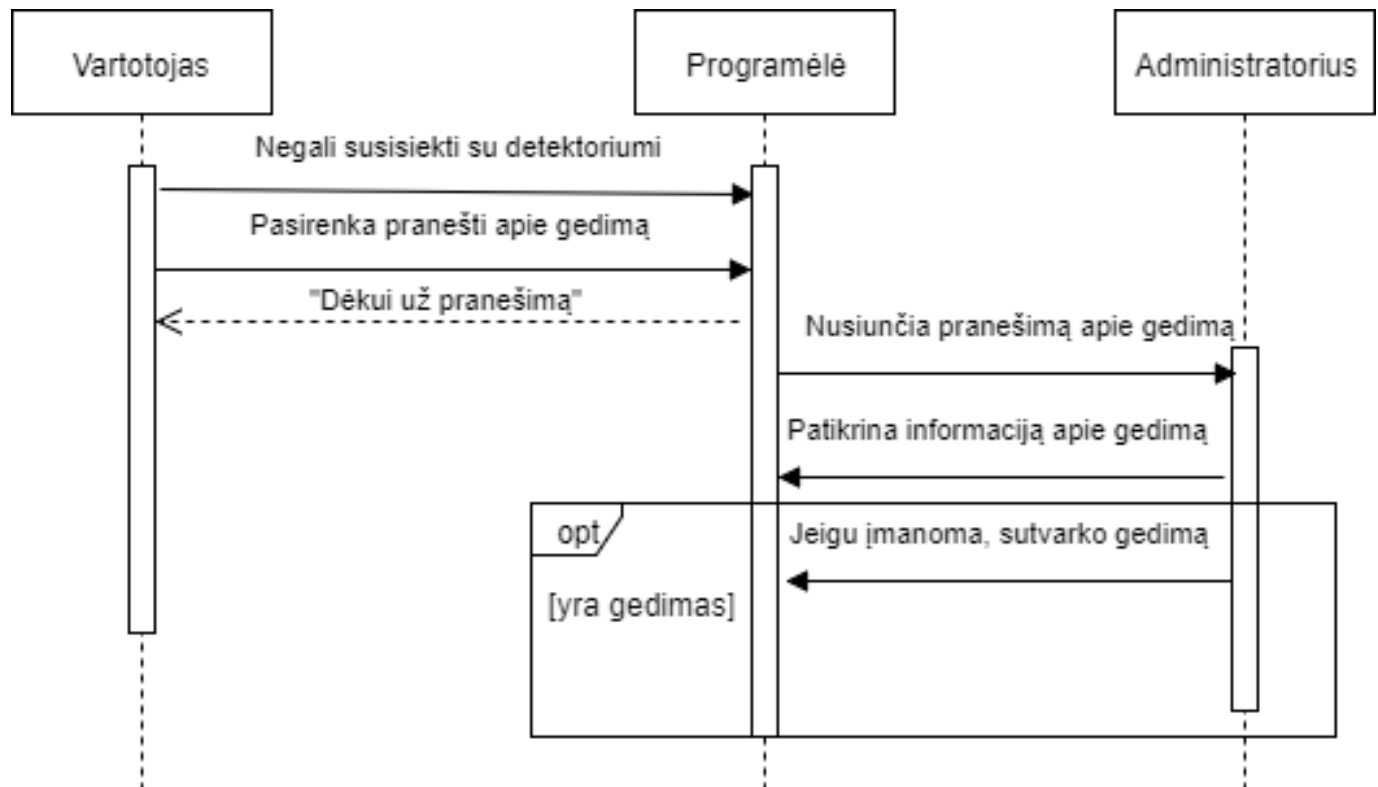 Vartotojas
Programėlė
Administratorius
Negali susisiekti su detektoriumi
Pasirenka pranešti apie gedimą
"Dėkui už pranešimą"
Nusiunčia pranešimą apie gedimą
Patikrina informaciją apie gedimą
opt
Jeigu įmanoma, sutvarko gedimą
[yra gedimas]